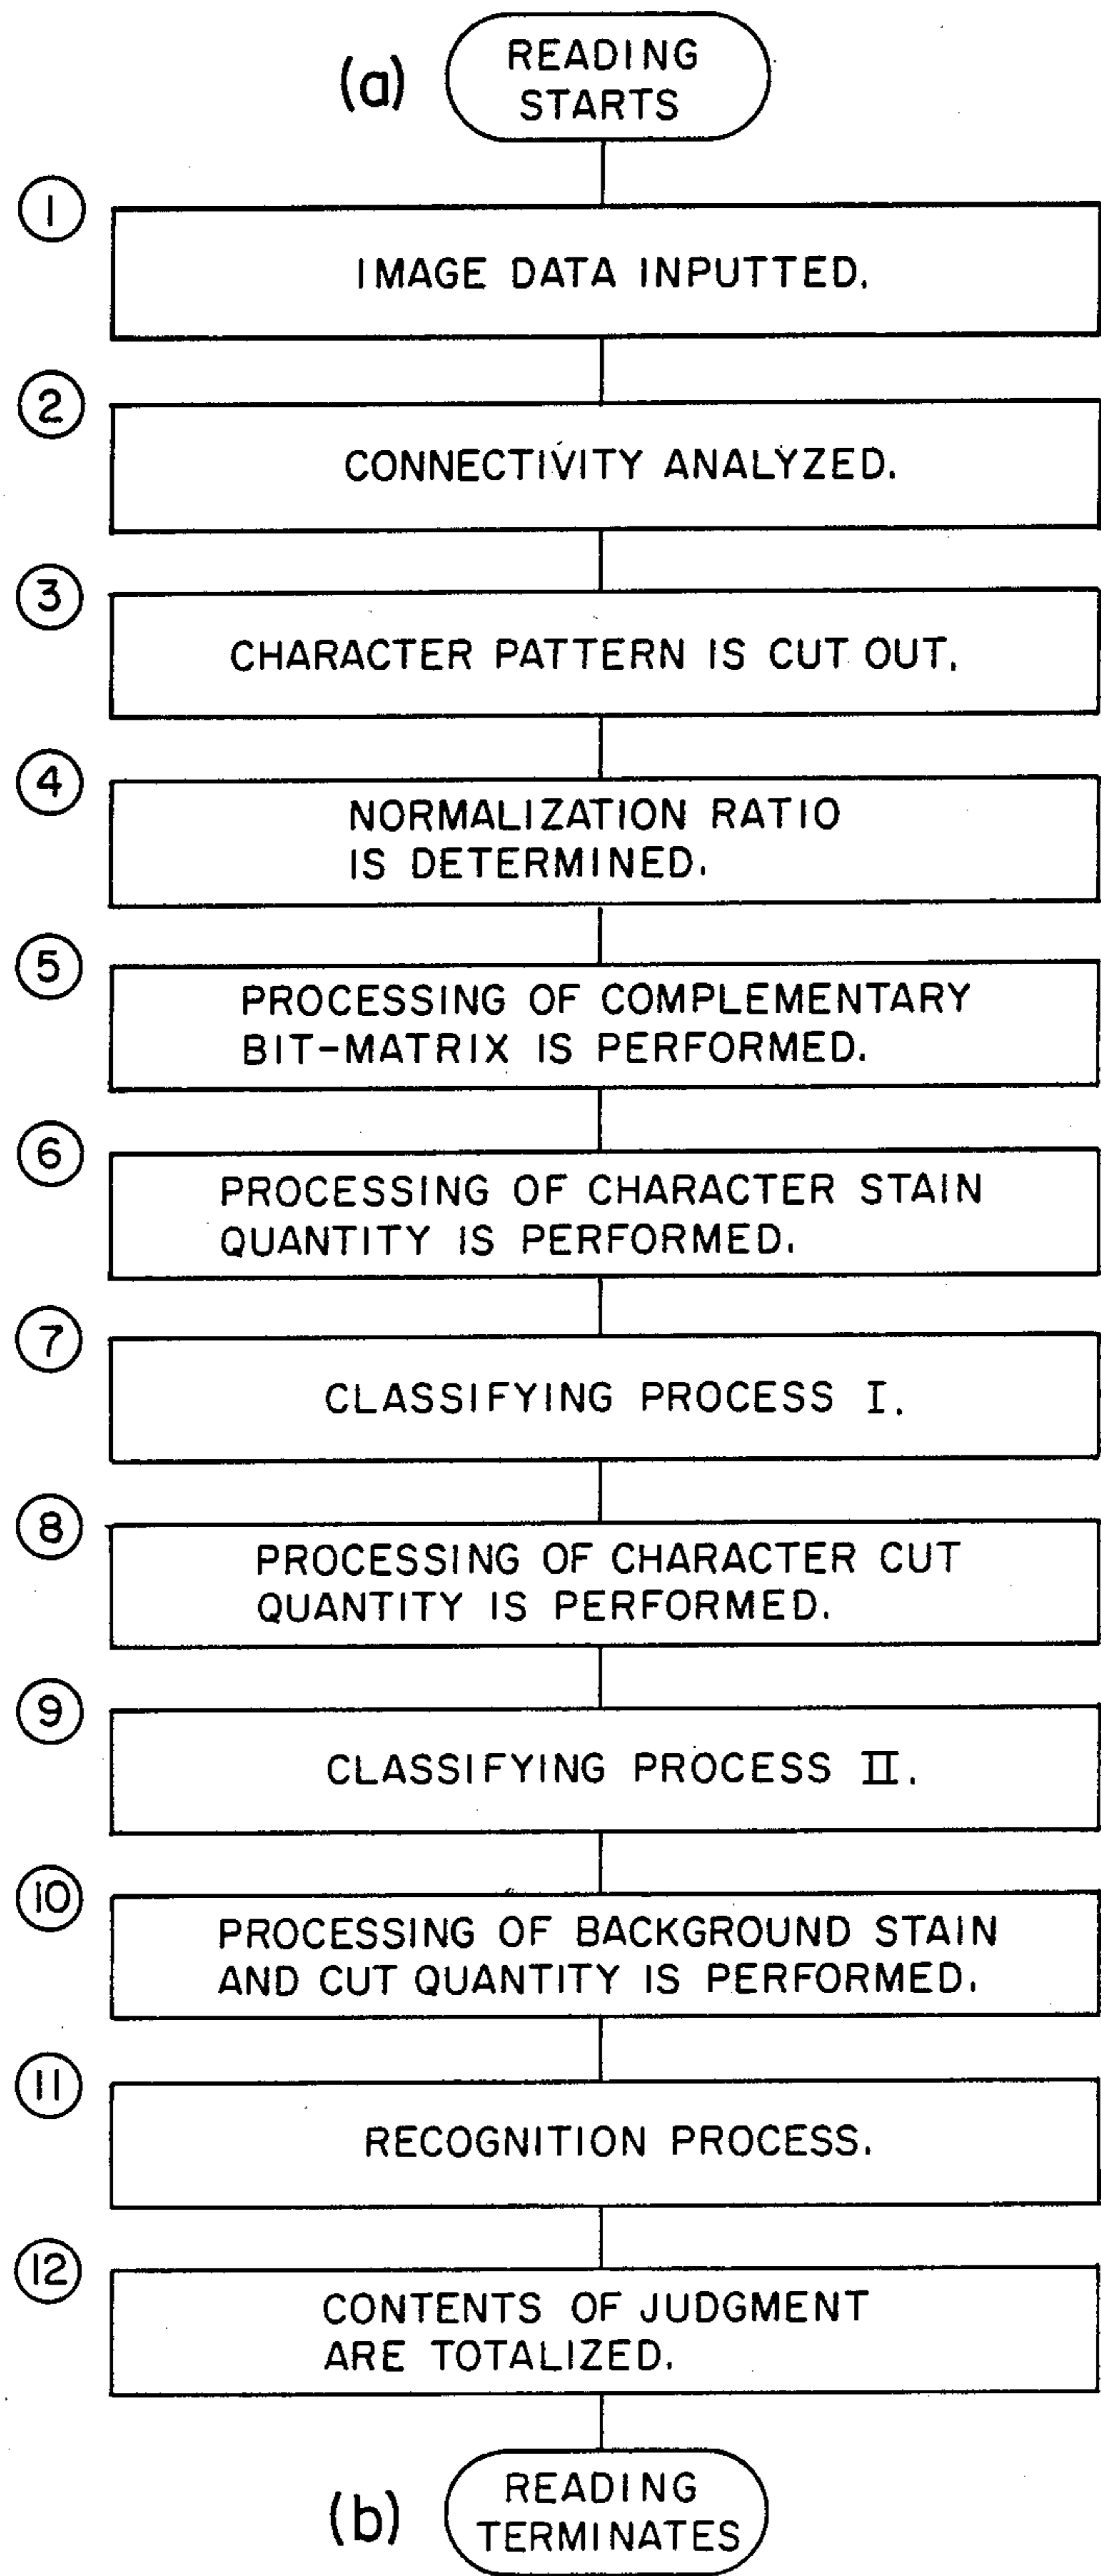 (a)
READING
STARTS
1
IMAGE DATA INPUTTED.
2
CONNECTIVITY ANALYZED.
3
CHARACTER PATTERN IS CUT OUT.
4
NORMALIZATION RATIO
IS DETERMINED.
5
PROCESSING OF COMPLEMENTARY
BIT-MATRIX IS PERFORMED.
6
PROCESSING OF CHARACTER STAIN
QUANTITY IS PERFORMED.
7
CLASSIFYING PROCESS I.
8
PROCESSING OF CHARACTER CUT
QUANTITY IS PERFORMED.
9
CLASSIFYING PROCESS II.
10
PROCESSING OF BACKGROUND STAIN
AND CUT QUANTITY IS PERFORMED.
11
RECOGNITION PROCESS.
12
CONTENTS OF JUDGMENT
ARE TOTALIZED.
(b)
READING
TERMINATES